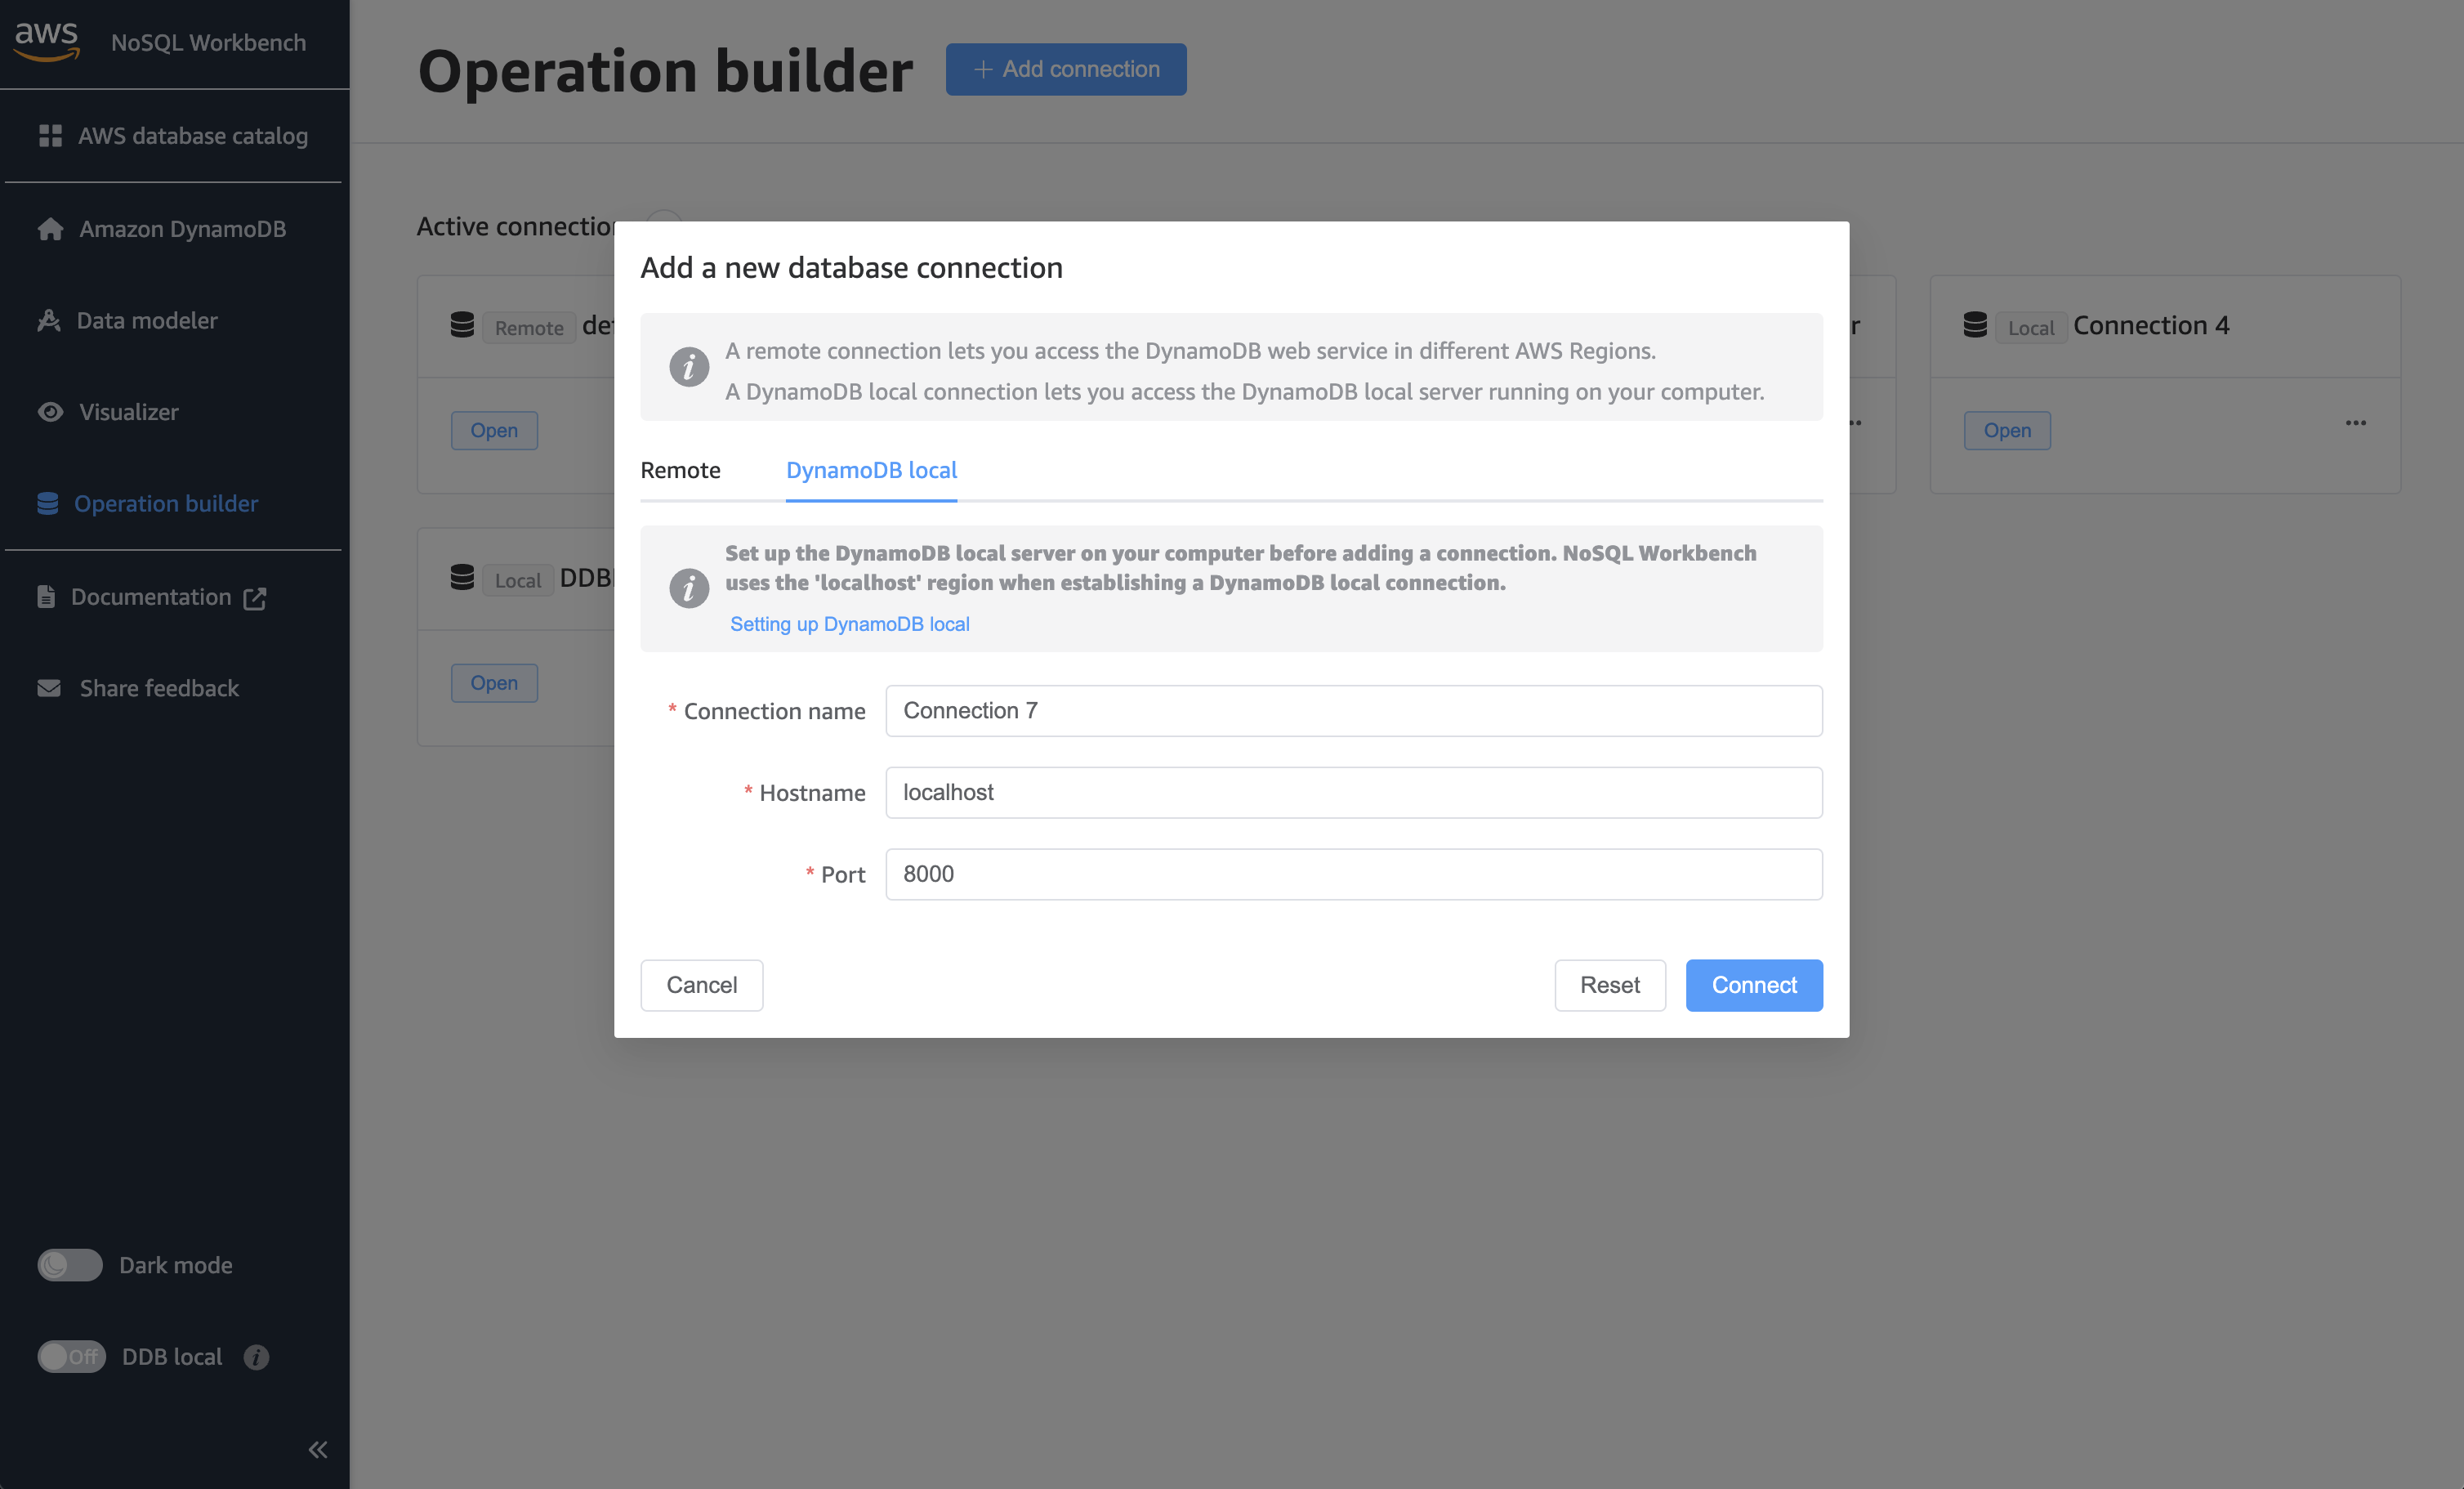 aws NoSQL Workbench
AWS database catalog
Amazon DynamoDB
Data modeler
Visualizer
Operation builder
Documentation
Share feedback
Dark mode
Off DDB local
Operation builder
+ Add connection
Active connection
Remote
Open
Local Connection 4
Open
Local DDB
Open
Add a new database connection
A remote connection lets you access the DynamoDB web service in different AWS Regions.
A DynamoDB local connection lets you access the DynamoDB local server running on your computer.
Remote DynamoDB local
Set up the DynamoDB local server on your computer before adding a connection. NoSQL Workbench
uses the 'localhost' region when establishing a DynamoDB local connection.
Setting up DynamoDB local
* Connection name Connection 7
* Hostname localhost
* Port 8000
Cancel Reset Connect